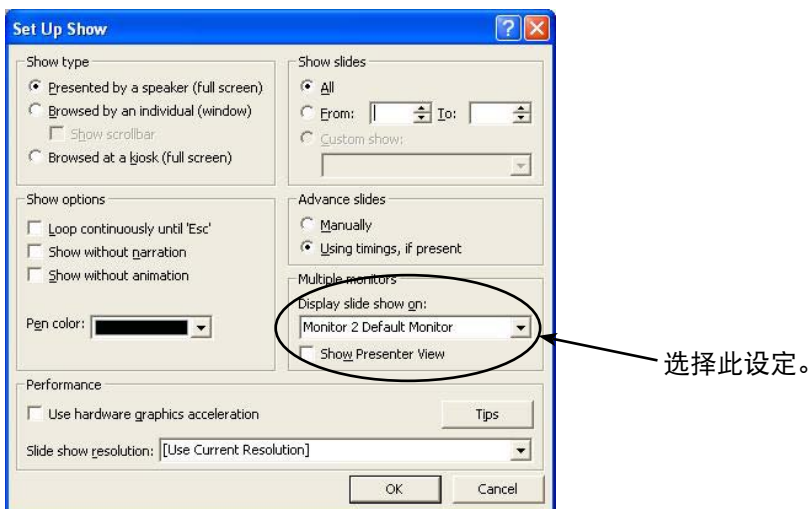 Set Up Show
Show type
Presented by a speaker (full screen)
Browsed by an individual (window)
Show scrollbar
Browsed at a kiosk (full screen)
Show slides
All
From: To:
Custom show:
Show options
Loop continuously until 'Esc'
Show without narration
Show without animation
Pen color:
Advance slides
Manually
Using timings, if present
Multiple monitors
Display slide show on:
Monitor 2 Default Monitor
Show Presenter View
选择此设定。
Performance
Use hardware graphics acceleration
Tips
Slide show resolution: [Use Current Resolution]
OK Cancel